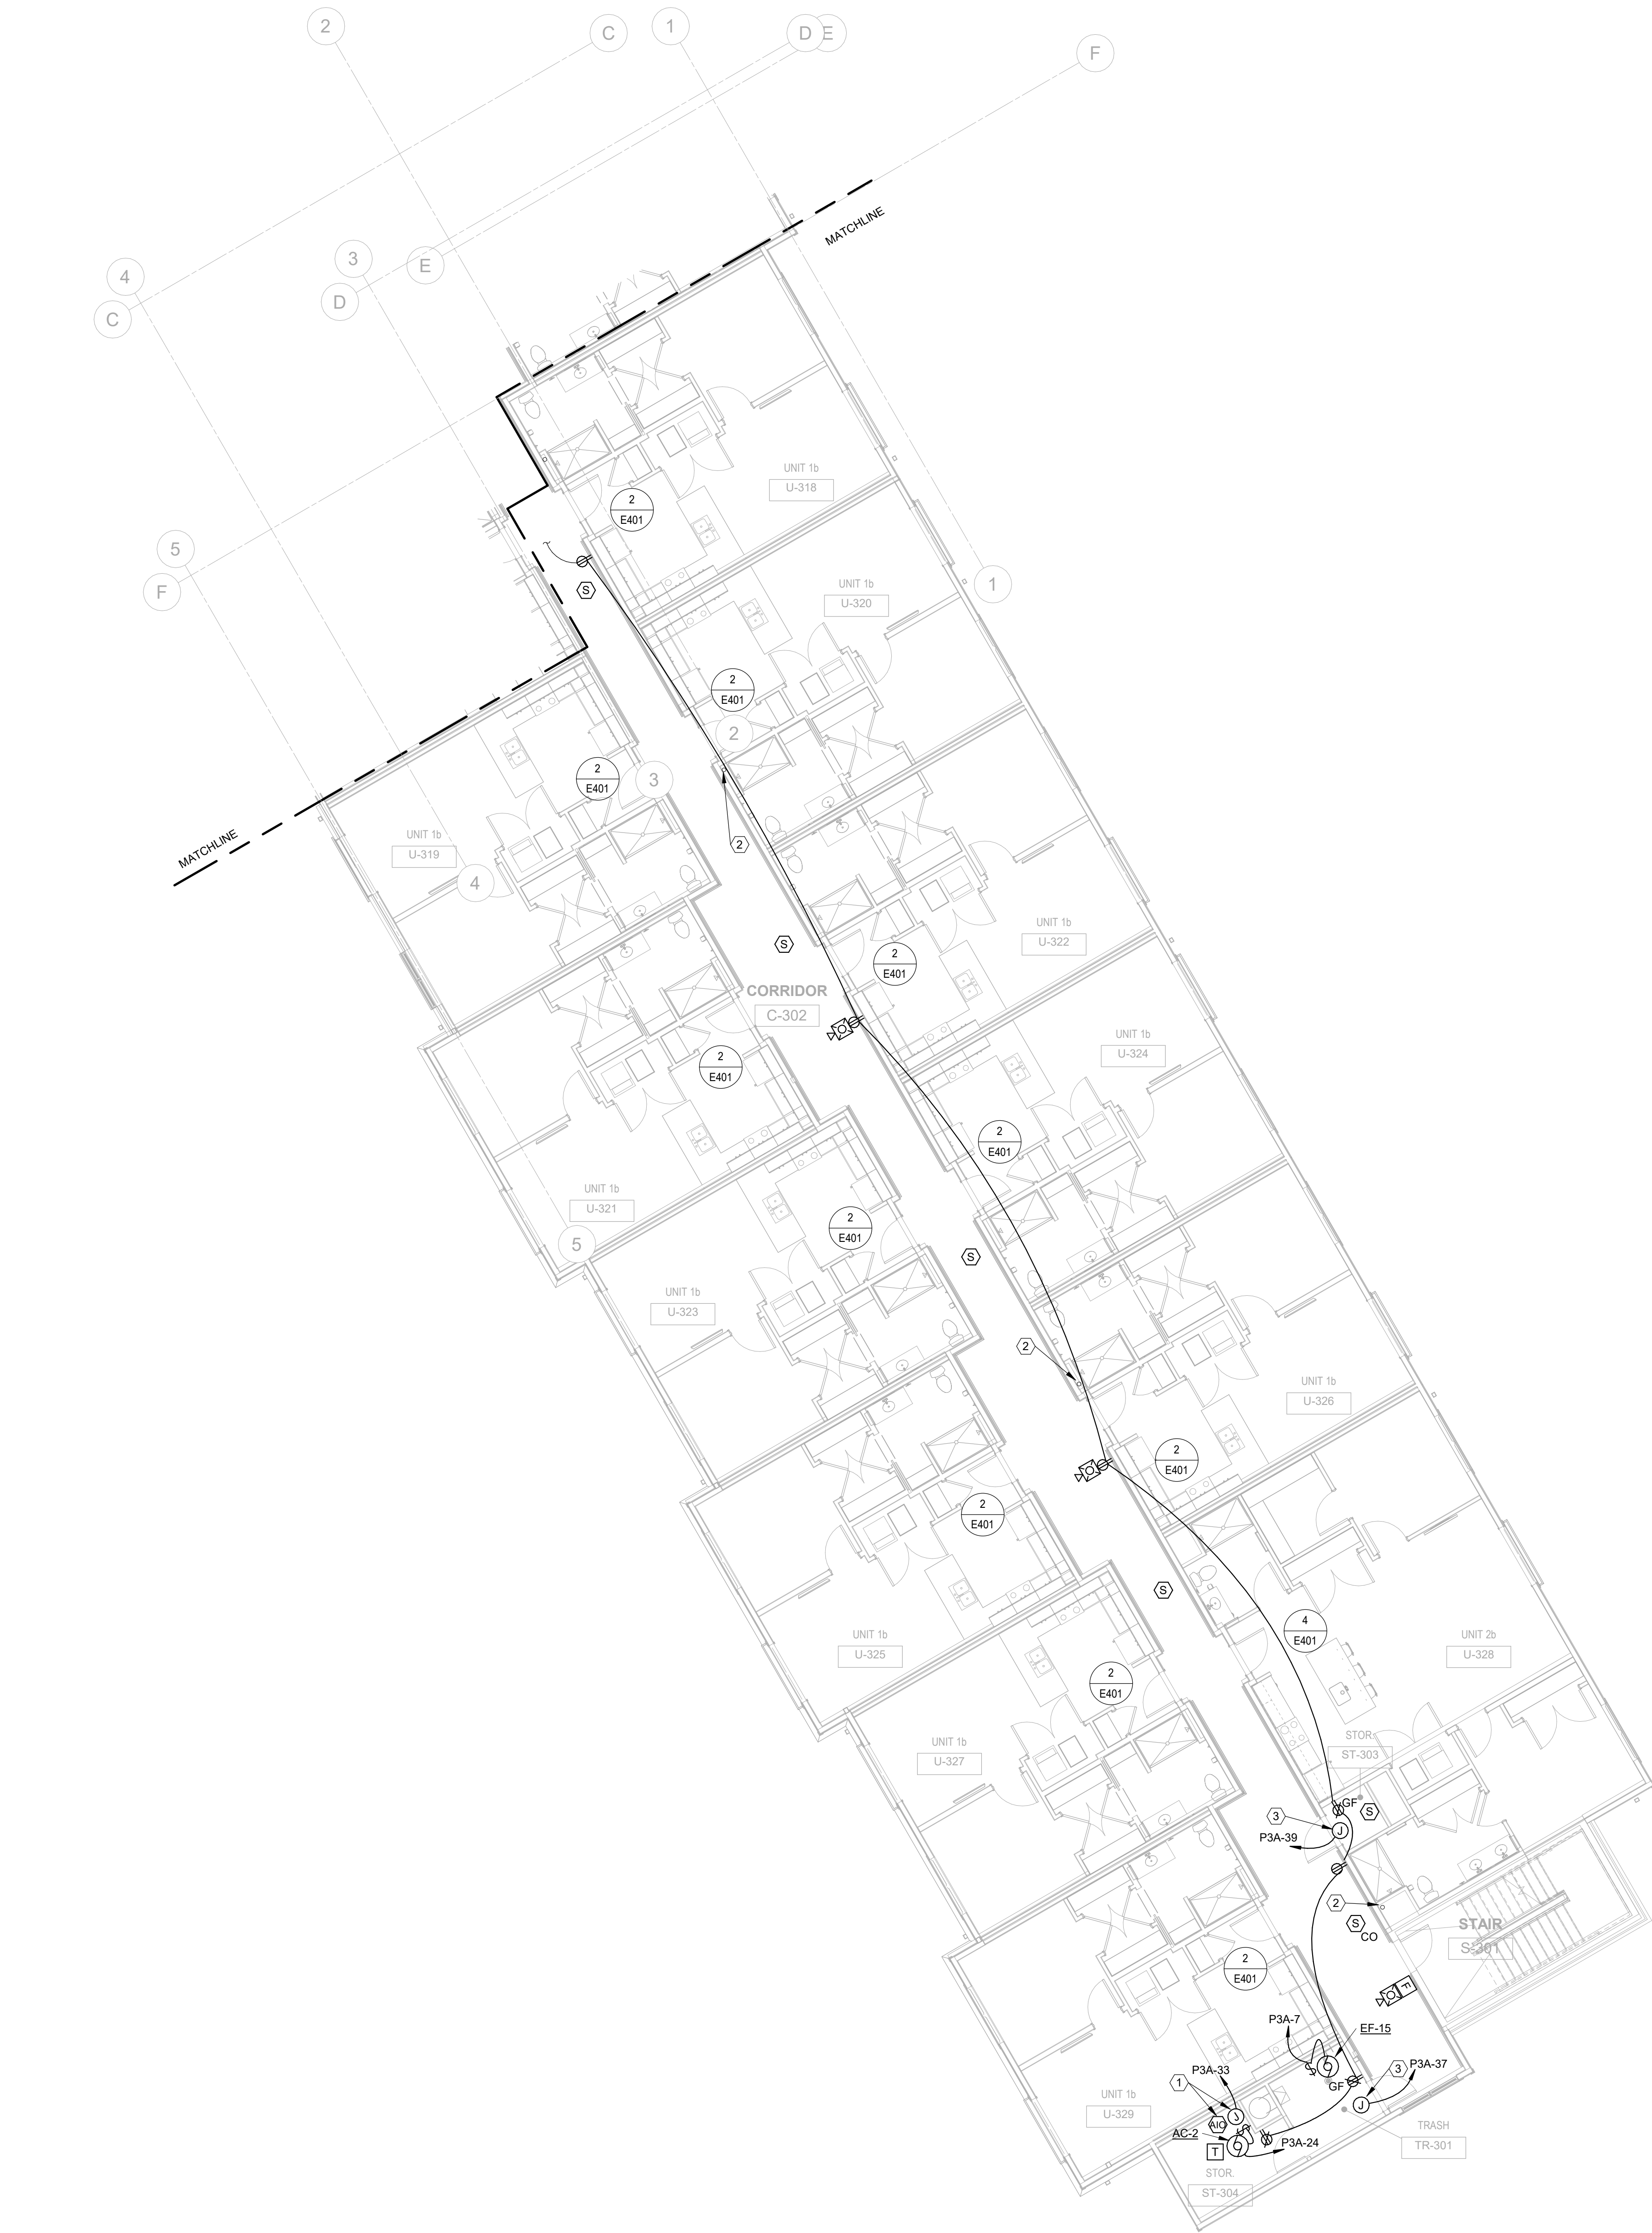 2
C
1
D
E
F
MATCHLINE
3
E
4
D
C
UNIT 1b
U-318
2
E401
5
F
S
UNIT 1b
U-320
1
2
E401
2
2
E401
3
MATCHLINE
UNIT 1b
U-319
4
2
UNIT 1b
U-322
S
2
E401
CORRIDOR
C-302
UNIT 1b
U-324
2
E401
2
E401
UNIT 1b
U-321
2
E401
5
S
UNIT 1b
U-323
2
UNIT 1b
U-326
2
E401
2
E401
S
4
E401
UNIT 1b
U-325
UNIT 2b
U-328
2
E401
UNIT 1b
U-327
STOR.
ST-303
GF
S
3
J
P3A-39
2
S
CO
STAIR
S-301
2
E401
F
P3A-7
EF-15
P3A-33
3
P3A-37
1
GF
J
J
UNIT 1b
U-329
AIO
AC-2
T
P3A-24
TRASH
TR-301
STOR.
ST-304